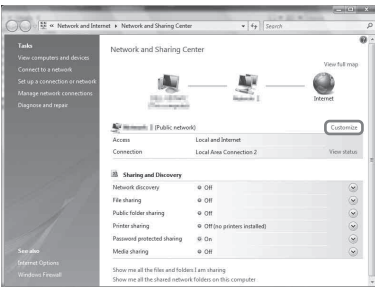 « Network and Internet ▸ Network and Sharing Center
Search
Tasks
View computers and devices
Connect to a network
Set up a connection or network
Manage network connections
Diagnose and repair
See also
Internet Options
Windows Firewall
Network and Sharing Center
View full map
Internet
(Public network)
Customize
Access Local and Internet
Connection Local Area Connection 2 View status
Sharing and Discovery
Network discovery Off
File sharing Off
Public folder sharing Off
Printer sharing Off (no printers installed)
Password protected sharing On
Media sharing Off
Show me all the files and folders I am sharing
Show me all the shared network folders on this computer